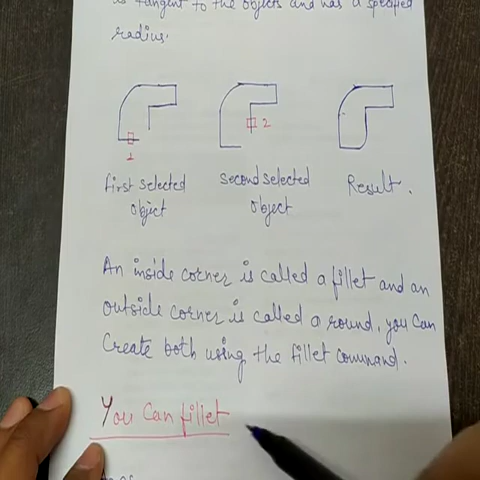 is tangent to the objects and has a specified
radius.
1
2
first selected
object
second selected
object
Result.
An inside corner is called a fillet and an
outside corner is called a round, you can
Create both using the fillet command.
You Can fillet